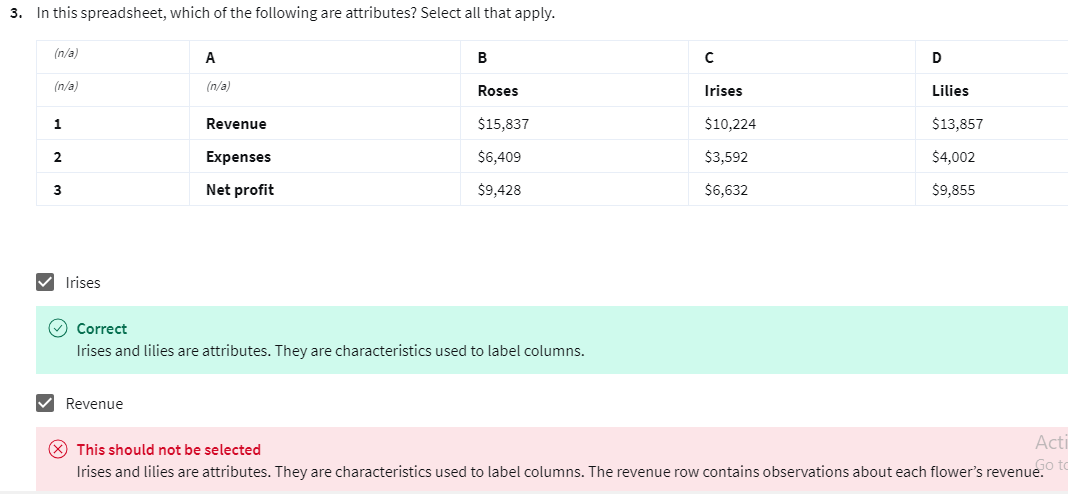 3. In this spreadsheet, which of the following are attributes? Select all that apply.
(n/a) A B C D
(n/a) (n/a) Roses Irises Lilies
1 Revenue $15,837 $10,224 $13,857
2 Expenses $6,409 $3,592 $4,002
3 Net profit $9,428 $6,632 $9,855
Irises
Correct
Irises and lilies are attributes. They are characteristics used to label columns.
Revenue
This should not be selected
Acti
Irises and lilies are attributes. They are characteristics used to label columns. The revenue row contains observations about each flower's revenue.
Go to